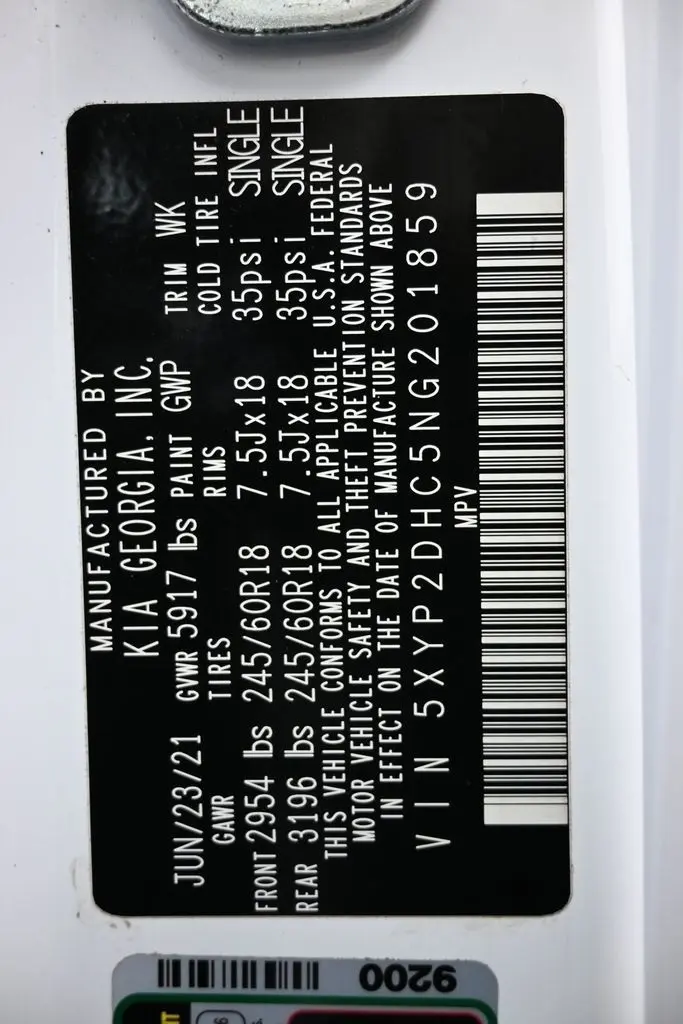 MANUFACTURED BY
KIA GEORGIA, INC.
JUN/23/21 GVWR 5917 lbs PAINT GWP TRIM WK
GAWR TIRES RIMS COLD TIRE INFL
FRONT 2954 lbs 245/60R18 7.5Jx18 35psi SINGLE
REAR 3196 lbs 245/60R18 7.5Jx18 35psi SINGLE
THIS VEHICLE CONFORMS TO ALL APPLICABLE U.S.A. FEDERAL
MOTOR VEHICLE SAFETY AND THEFT PREVENTION STANDARDS
IN EFFECT ON THE DATE OF MANUFACTURE SHOWN ABOVE
VIN 5XYP2DHC5NG201859
MPV
9200